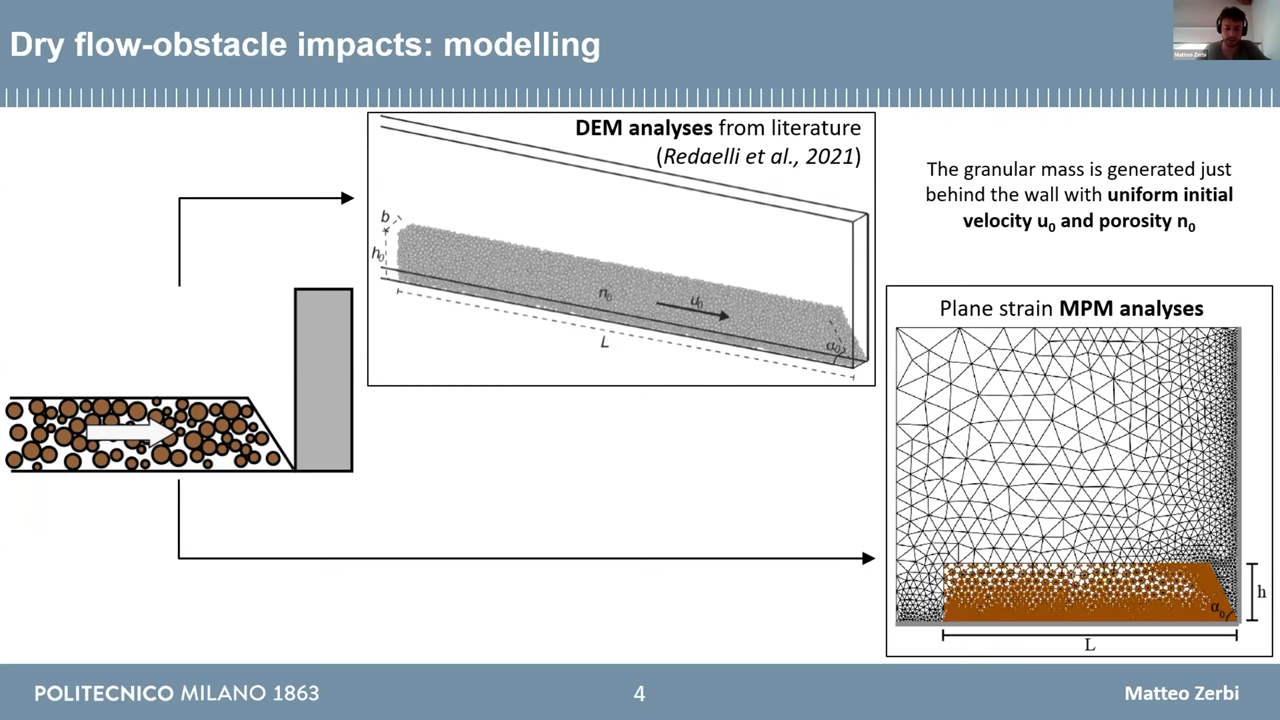 Dry flow-obstacle impacts: modelling
Matteo Zerbi
DEM analyses from literature
(Redaelli et al., 2021)
b
h₀
n₀
u₀
L
α₀
The granular mass is generated just
behind the wall with uniform initial
velocity u₀ and porosity n₀
Plane strain MPM analyses
h
α₀
L
POLITECNICO MILANO 1863
4
Matteo Zerbi